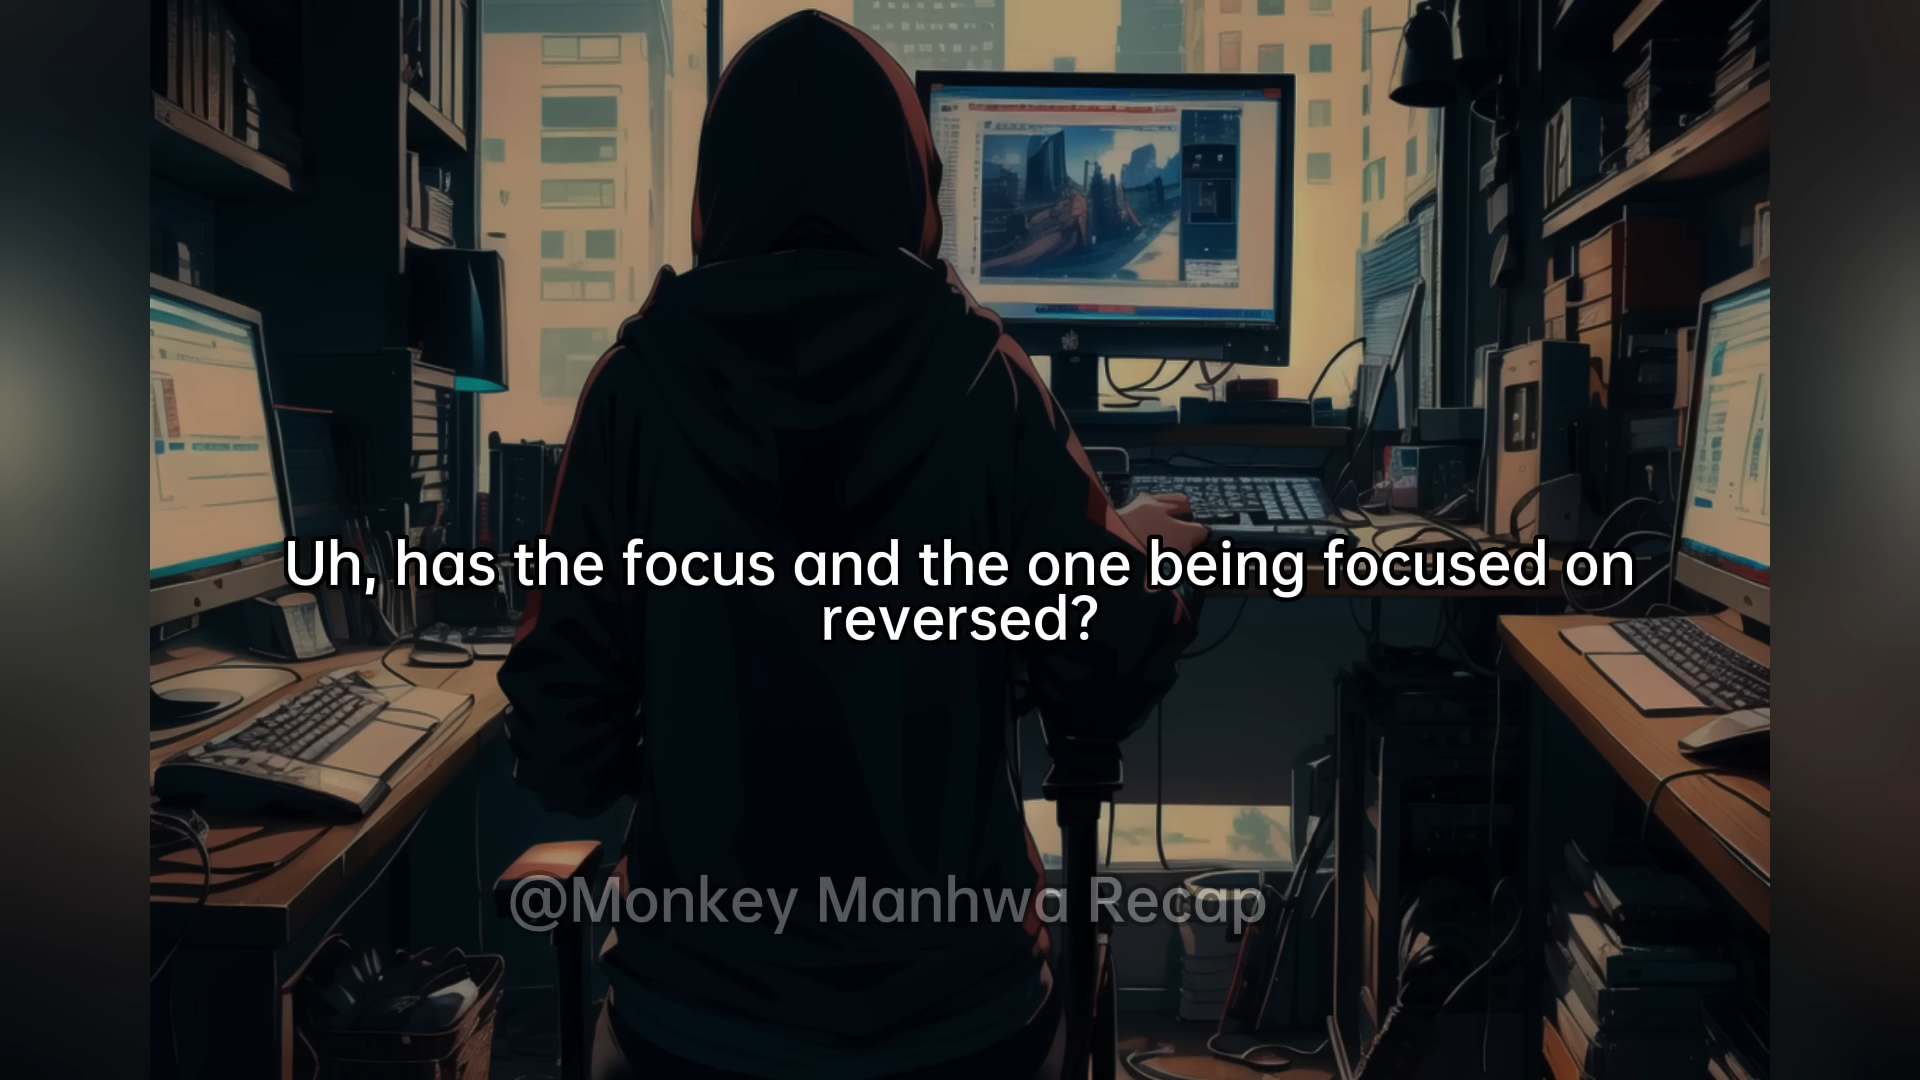 Uh, has the focus and the one being focused on
reversed?
@Monkey Manhwa Recap